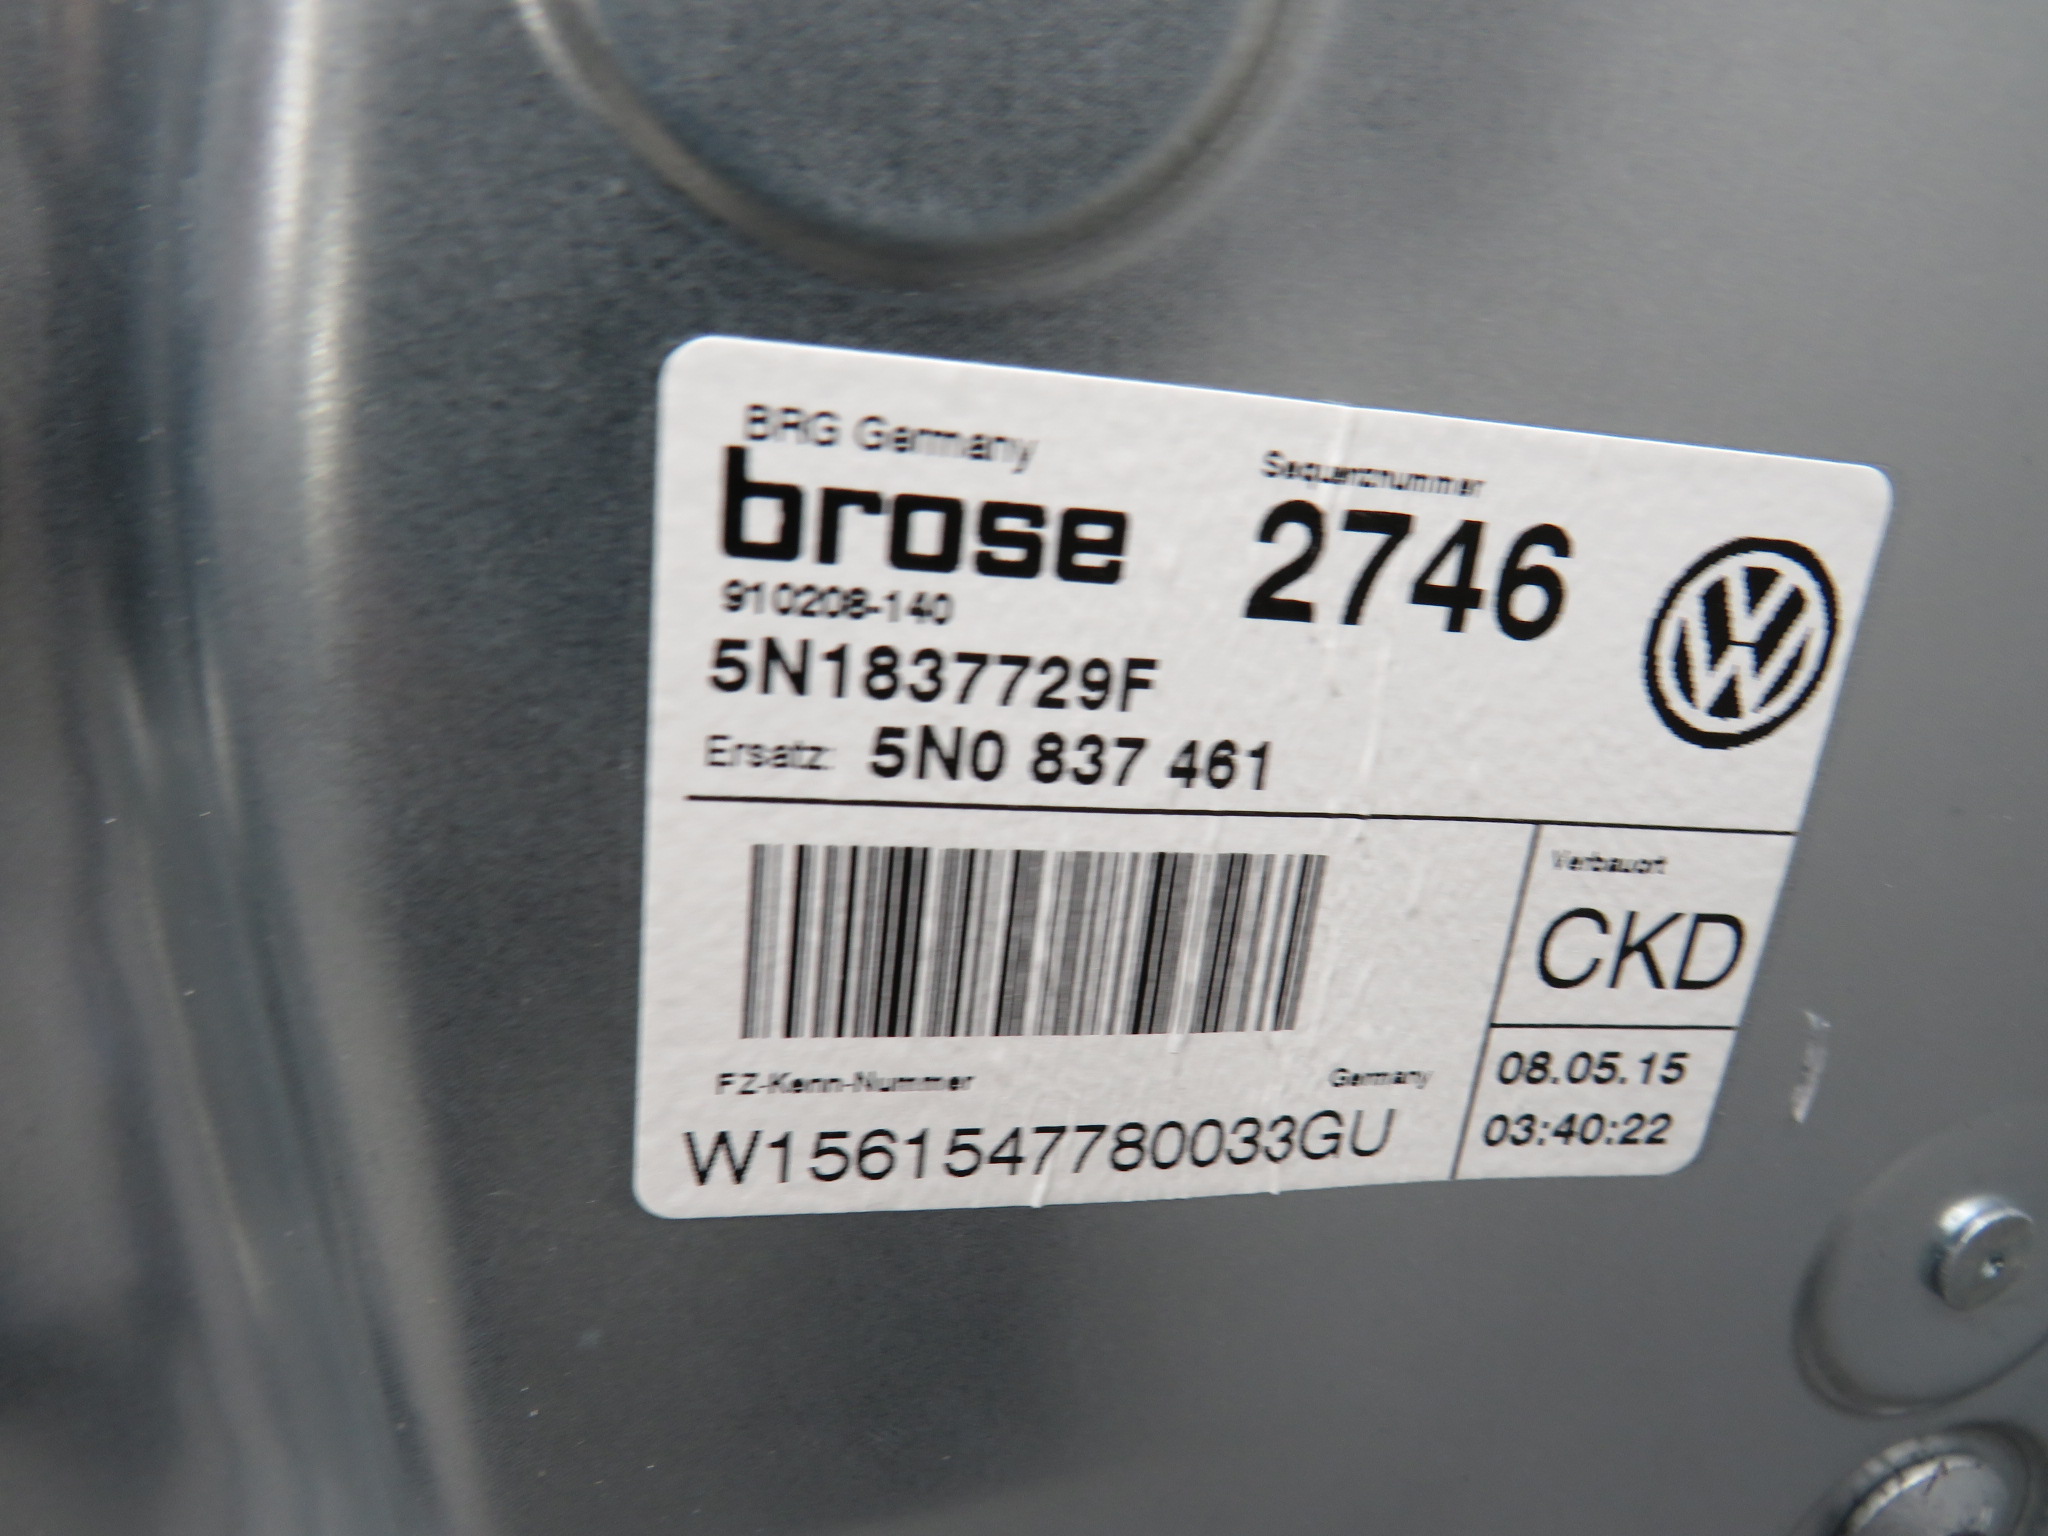 BRG Germany
brose
910208-140
Sequenznummer
2746
5N1837729F
Ersatz: 5N0 837 461
Verbauort
CKD
FZ-Kenn-Nummer
Germany
W1561547780033GU
08.05.15
03:40:22